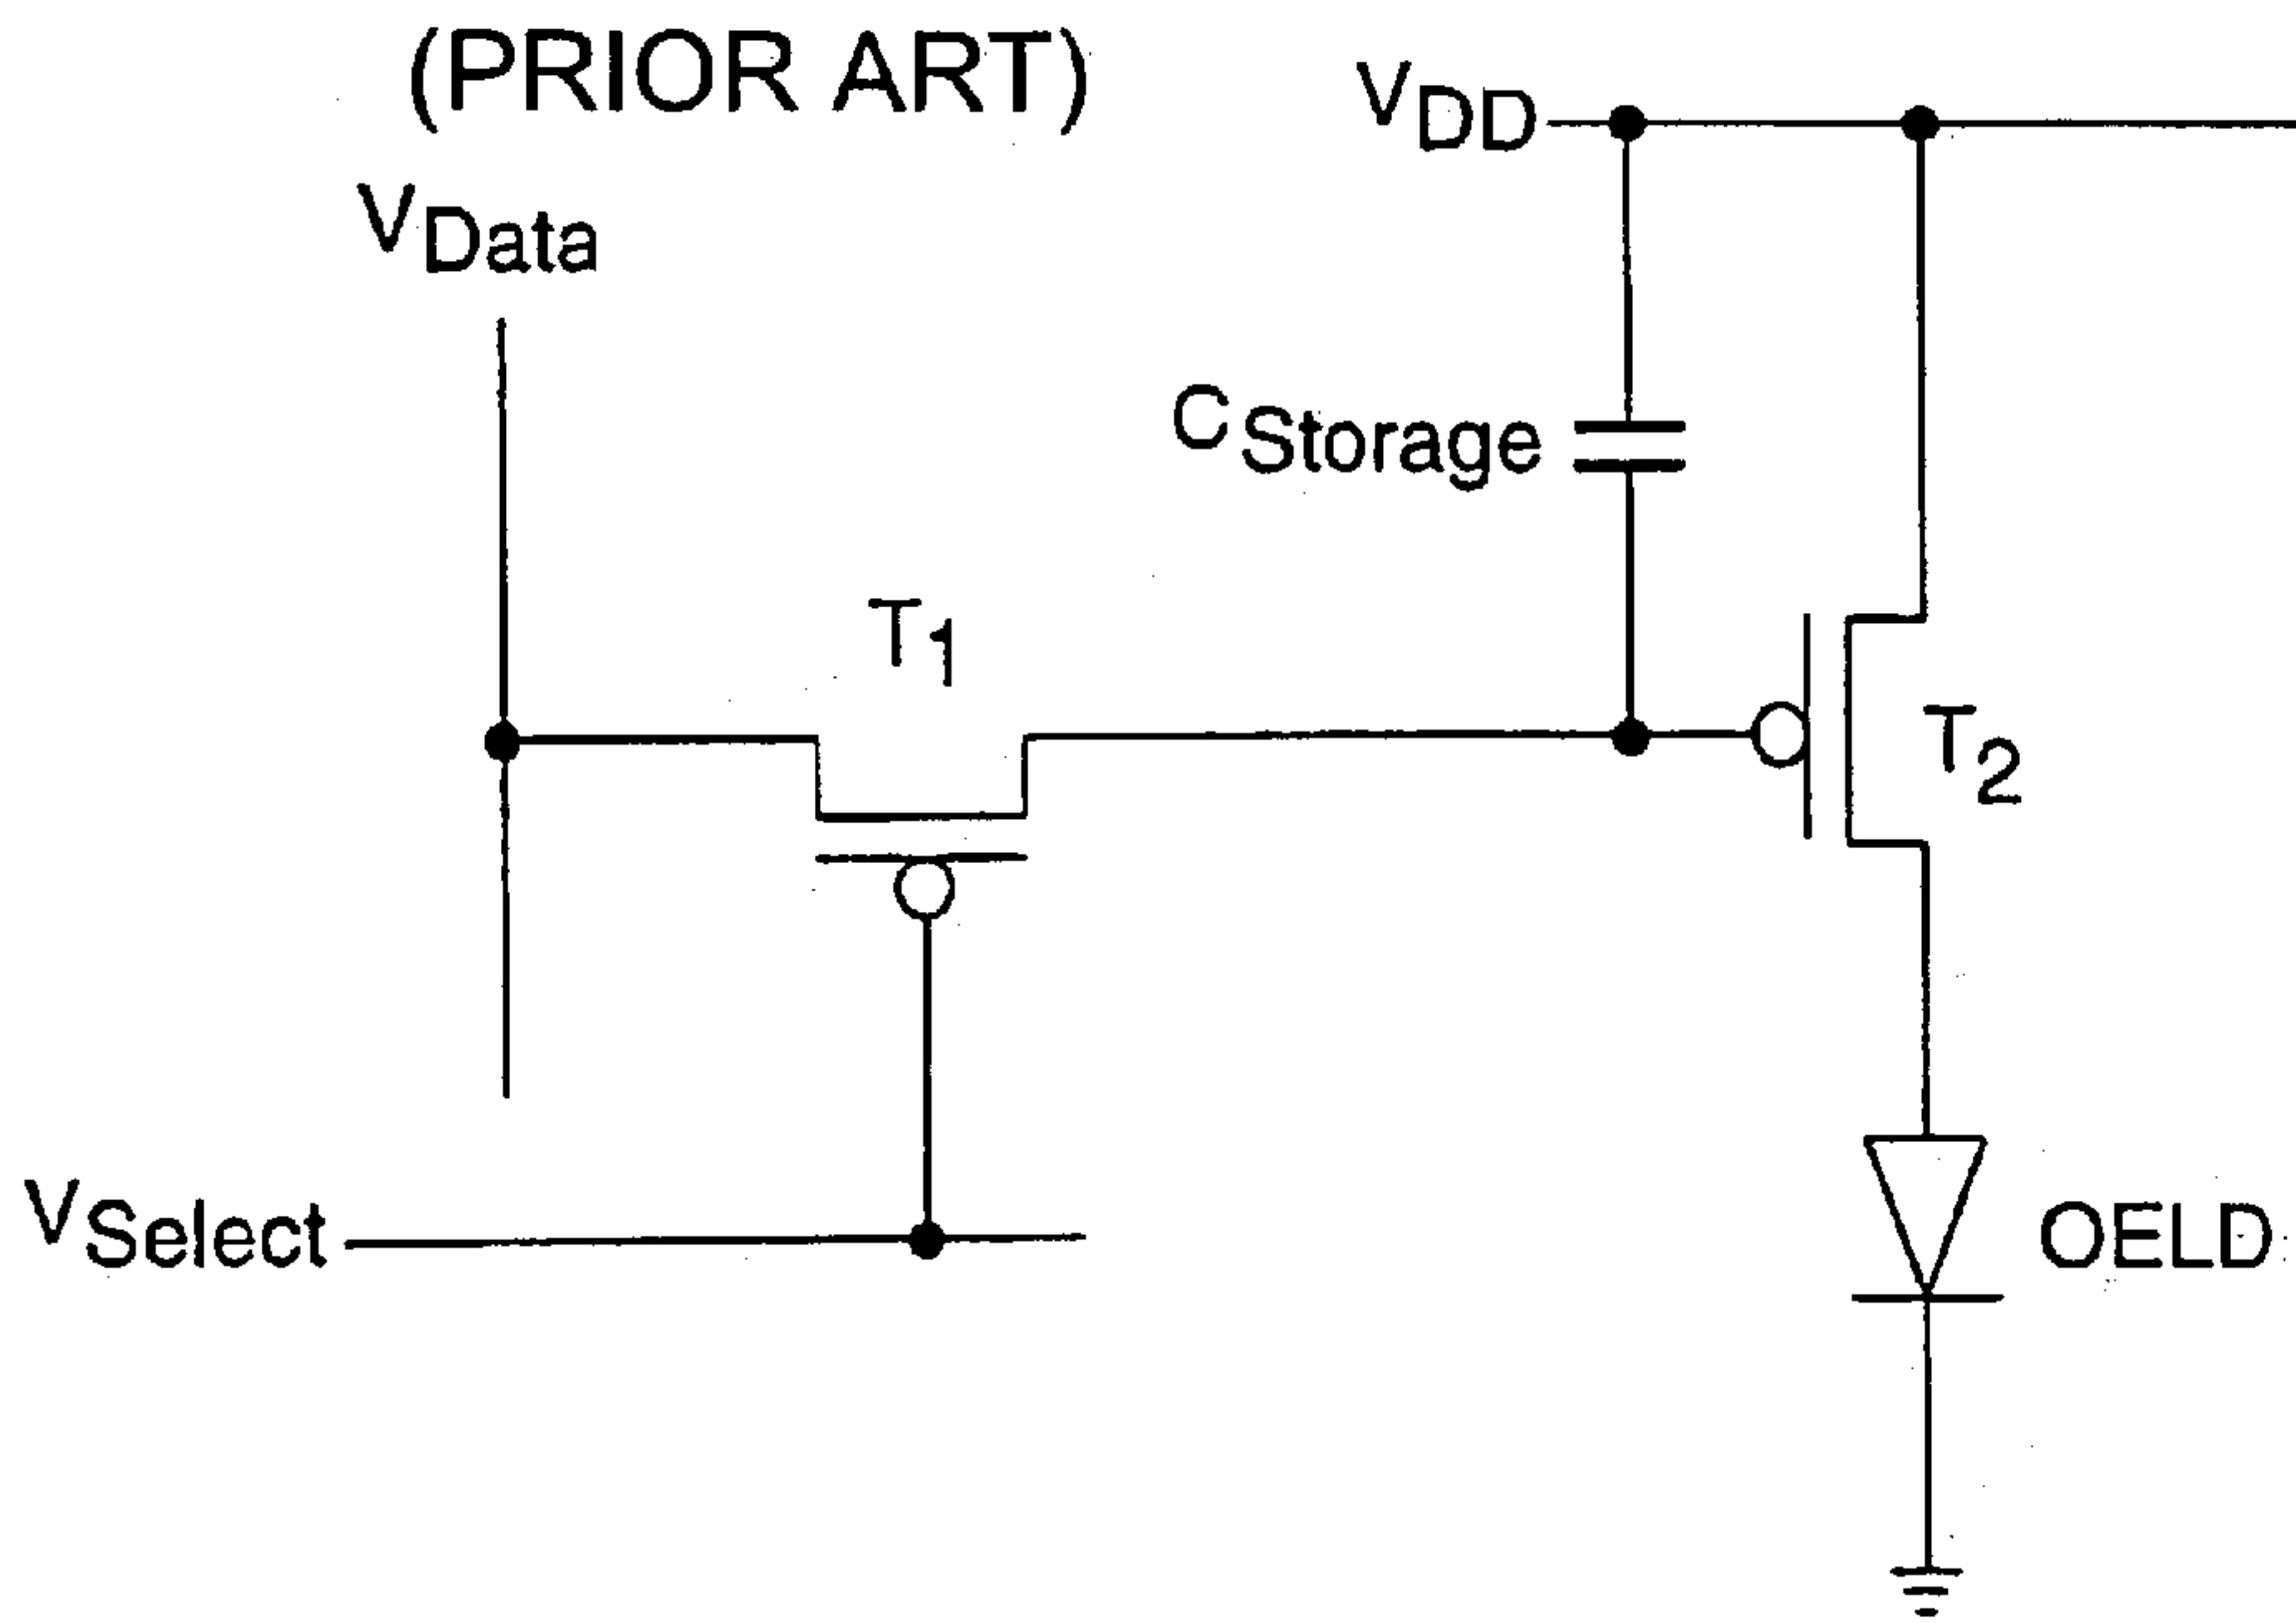 (PRIOR ART)
VDD
VData
CStorage
T1
T2
VSelect
OELD